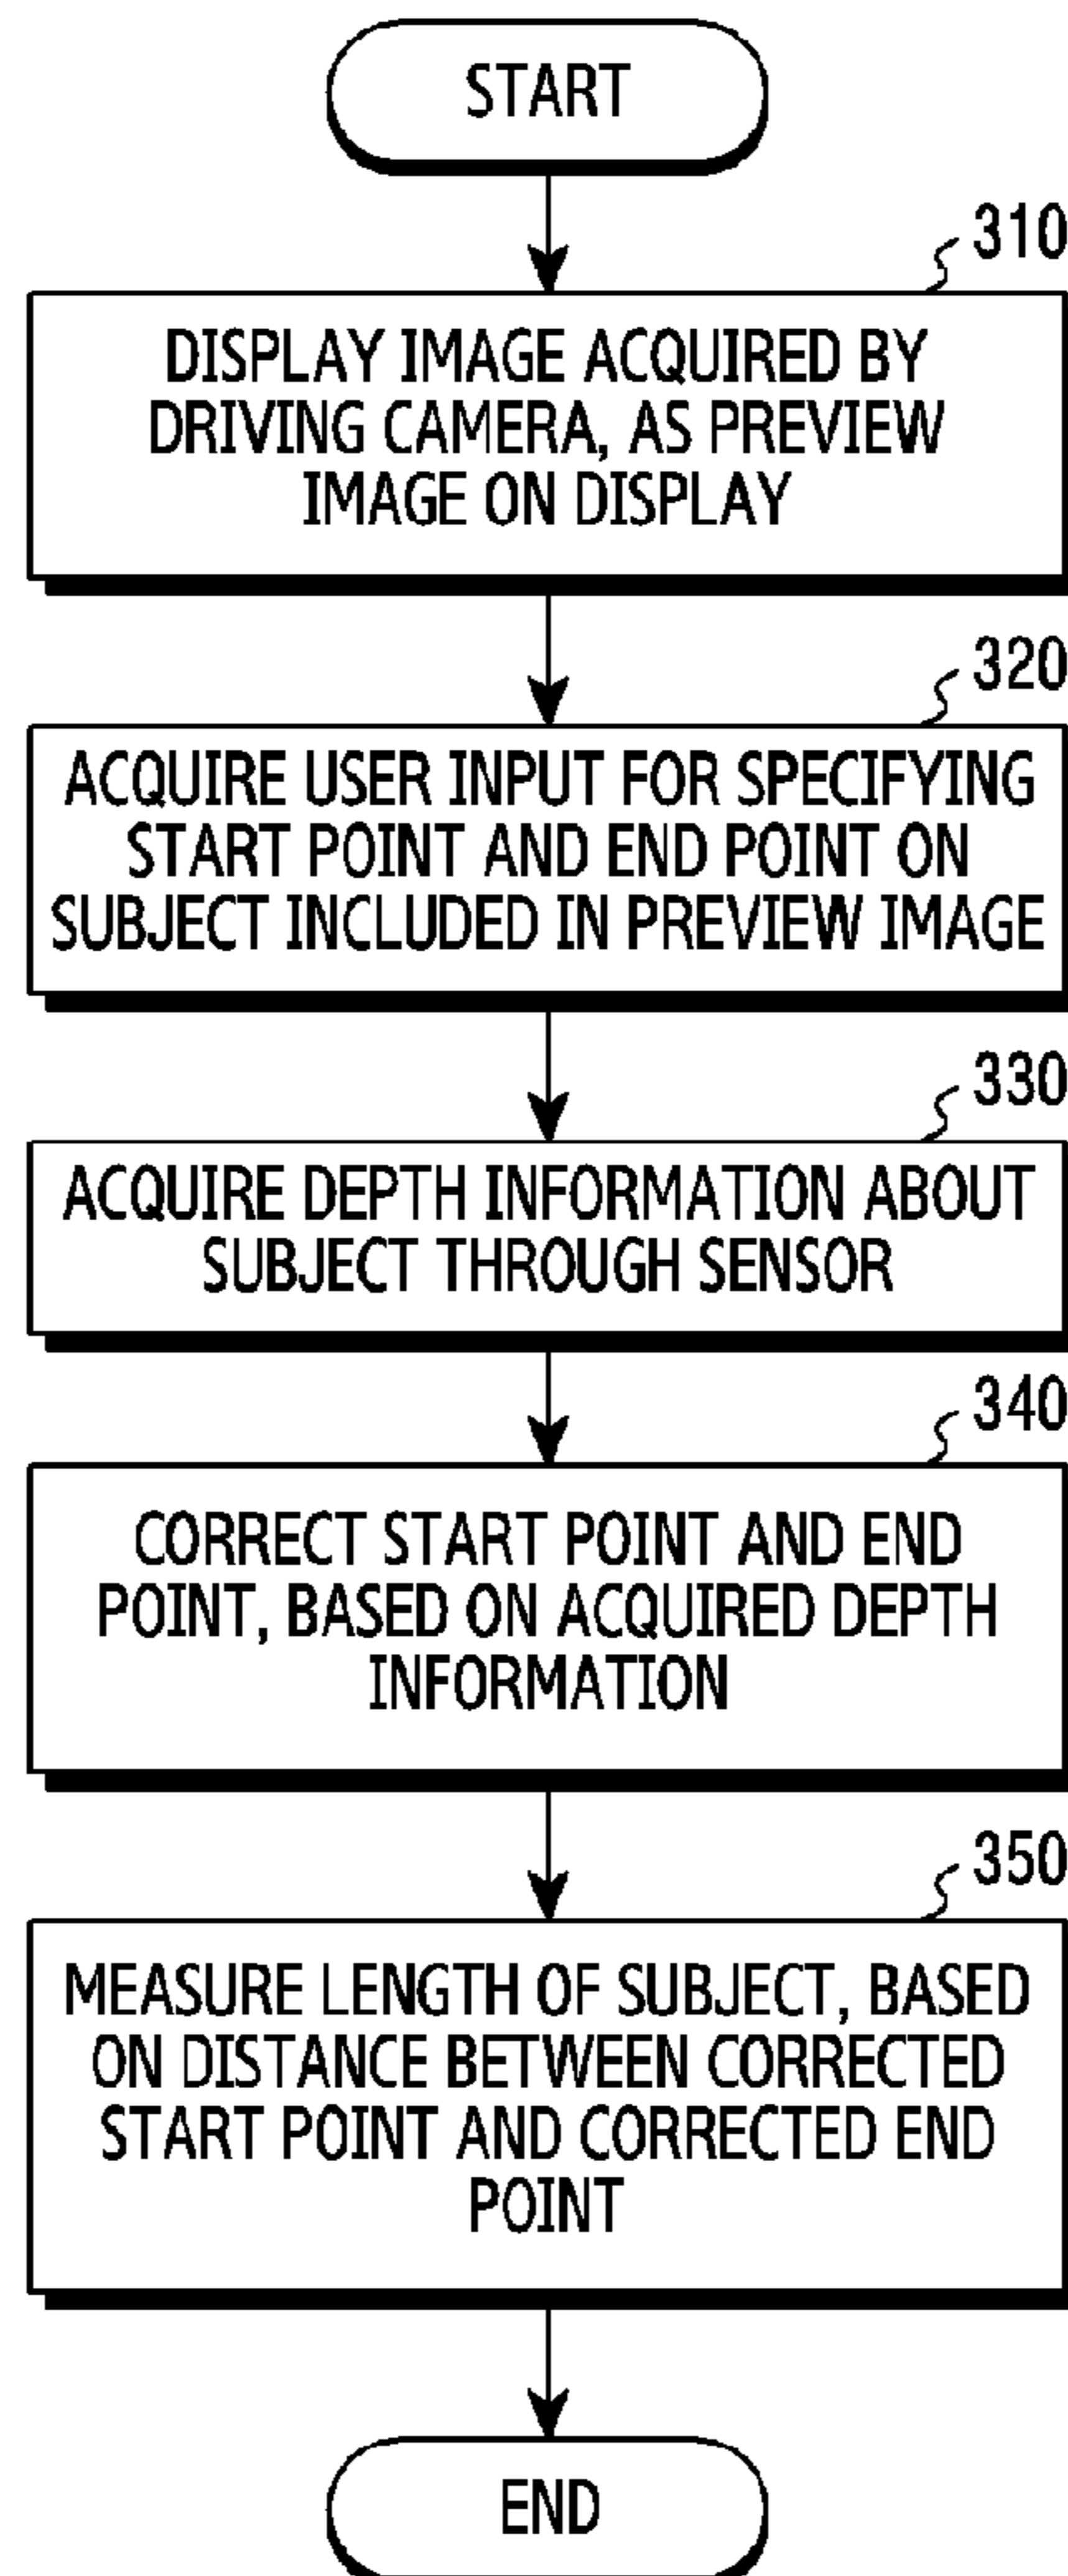 START
310
DISPLAY IMAGE ACQUIRED BY
DRIVING CAMERA, AS PREVIEW
IMAGE ON DISPLAY
320
ACQUIRE USER INPUT FOR SPECIFYING
START POINT AND END POINT ON
SUBJECT INCLUDED IN PREVIEW IMAGE
330
ACQUIRE DEPTH INFORMATION ABOUT
SUBJECT THROUGH SENSOR
340
CORRECT START POINT AND END
POINT, BASED ON ACQUIRED DEPTH
INFORMATION
350
MEASURE LENGTH OF SUBJECT, BASED
ON DISTANCE BETWEEN CORRECTED
START POINT AND CORRECTED END
POINT
END